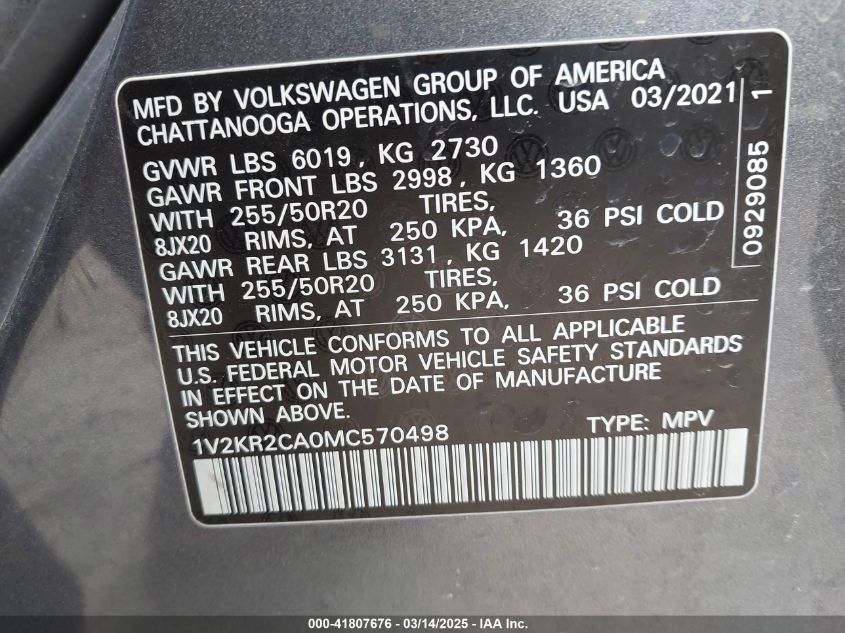 MFD BY VOLKSWAGEN GROUP OF AMERICA
CHATTANOOGA OPERATIONS, LLC. USA 03/2021
GVWR LBS 6019, KG 2730
GAWR FRONT LBS 2998, KG 1360
WITH 255/50R20 TIRES,
8JX20 RIMS, AT 250 KPA, 36 PSI COLD
GAWR REAR LBS 3131, KG 1420
WITH 255/50R20 TIRES,
8JX20 RIMS, AT 250 KPA, 36 PSI COLD
THIS VEHICLE CONFORMS TO ALL APPLICABLE
U.S. FEDERAL MOTOR VEHICLE SAFETY STANDARDS
IN EFFECT ON THE DATE OF MANUFACTURE
SHOWN ABOVE.
1V2KR2CA0MC570498 TYPE: MPV
0929085 1
000-41807676 - 03/14/2025 - IAA Inc.